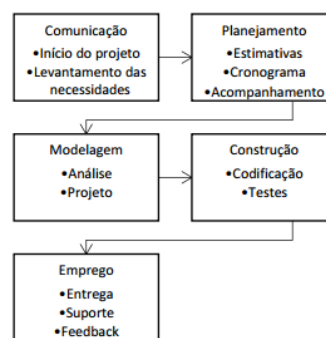 Comunicação
•Início do projeto
•Levantamento das
necessidades
Planejamento
•Estimativas
•Cronograma
•Acompanhamento
Modelagem
•Análise
•Projeto
Construção
•Codificação
•Testes
Emprego
•Entrega
•Suporte
•Feedback